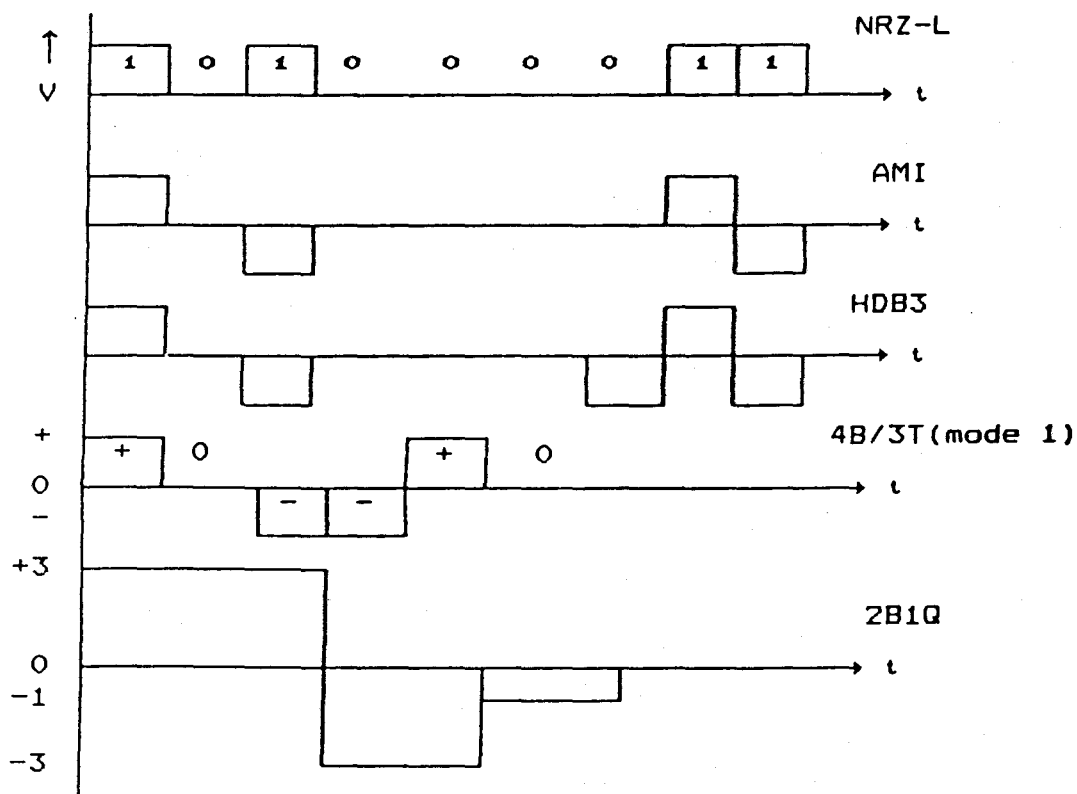 NRZ-L
↑
V
1 0 1 0 0 0 0 1 1
t
AMI
t
HDB3
t
4B/3T(mode 1)
+
0
-
+ 0 - - + 0
t
+3
2B1Q
0
t
-1
-3